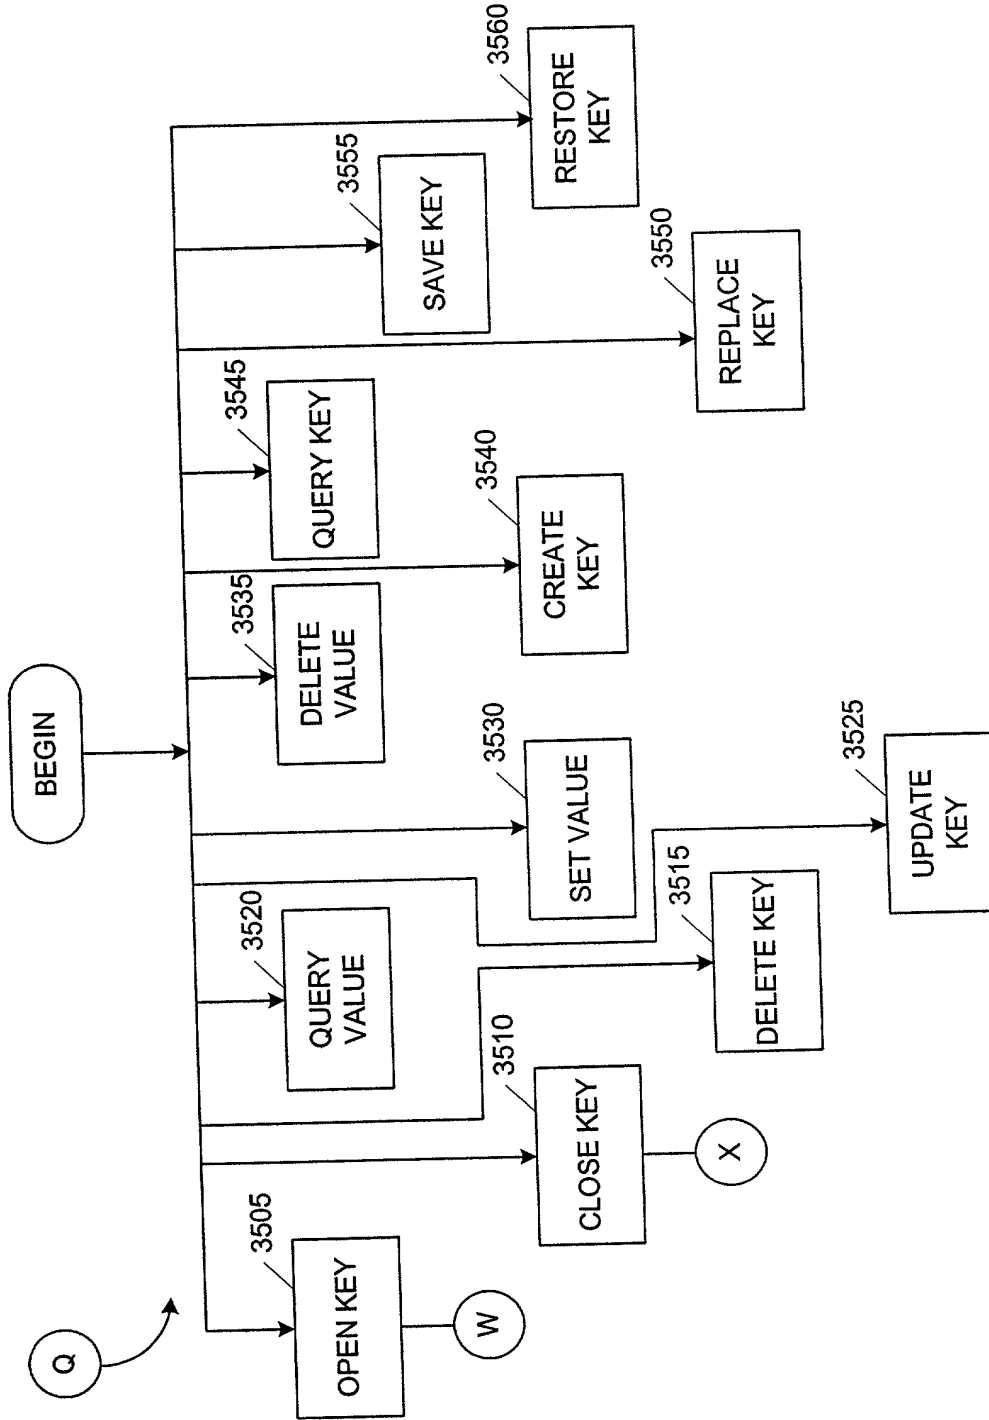 Q
BEGIN
3505
OPEN KEY
W
3510
CLOSE KEY
X
3515
DELETE KEY
3520
QUERY
VALUE
3525
UPDATE
KEY
3530
SET VALUE
3535
DELETE
VALUE
3540
CREATE
KEY
3545
QUERY KEY
3550
REPLACE
KEY
3555
SAVE KEY
3560
RESTORE
KEY